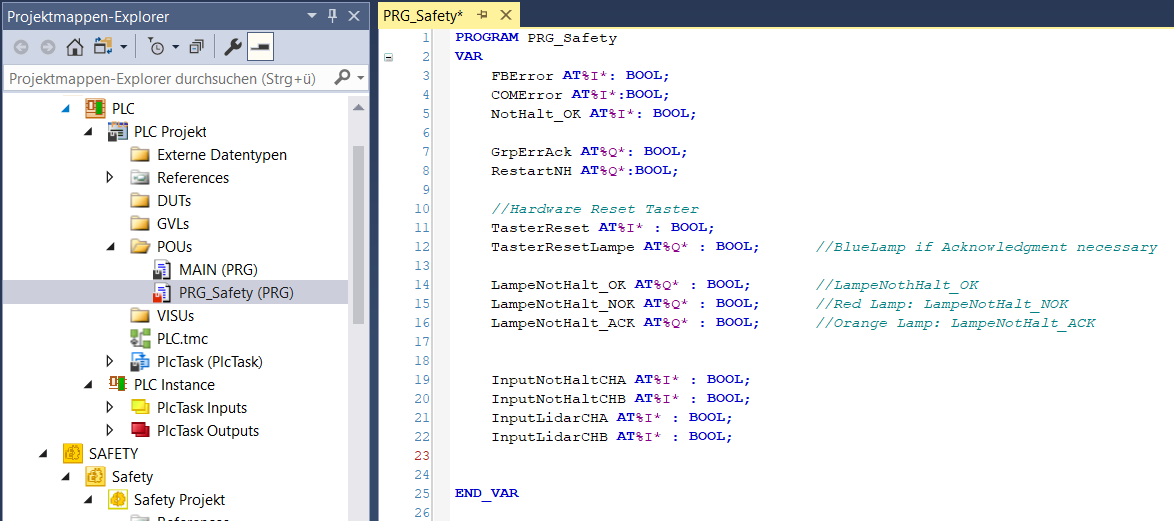 Projektmappen-Explorer
Projektmappen-Explorer durchsuchen (Strg+ü)
PLC
PLC Projekt
Externe Datentypen
References
DUTs
GVLs
POUs
MAIN (PRG)
PRG_Safety (PRG)
VISUs
PLC.tmc
PlcTask (PlcTask)
PLC Instance
PlcTask Inputs
PlcTask Outputs
SAFETY
Safety
Safety Projekt
PRG_Safety*
1 PROGRAM PRG_Safety
2 VAR
3 FBError AT%I*: BOOL;
4 COMError AT%I*:BOOL;
5 NotHalt_OK AT%I*: BOOL;
6
7 GrpErrAck AT%Q*: BOOL;
8 RestartNH AT%Q*:BOOL;
9
10 //Hardware Reset Taster
11 TasterReset AT%I* : BOOL;
12 TasterResetLampe AT%Q* : BOOL; //BlueLamp if Acknowledgment necessary
13
14 LampeNotHalt_OK AT%Q* : BOOL; //LampeNothHalt_OK
15 LampeNotHalt_NOK AT%Q* : BOOL; //Red Lamp: LampeNotHalt_NOK
16 LampeNotHalt_ACK AT%Q* : BOOL; //Orange Lamp: LampeNotHalt_ACK
17
18
19 InputNotHaltCHA AT%I* : BOOL;
20 InputNotHaltCHB AT%I* : BOOL;
21 InputLidarCHA AT%I* : BOOL;
22 InputLidarCHB AT%I* : BOOL;
23
24
25 END_VAR
26